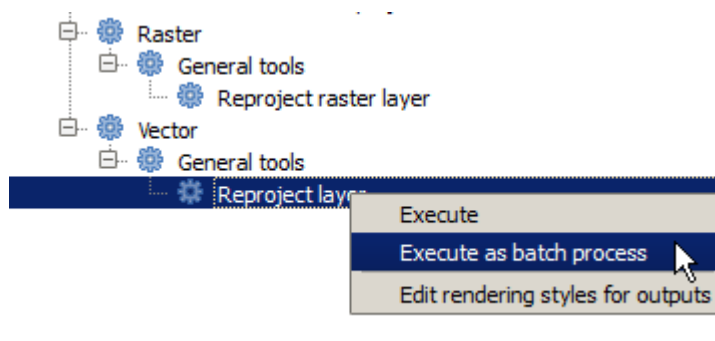 Raster
General tools
Reproject raster layer
Vector
General tools
Reproject layer
Execute
Execute as batch process
Edit rendering styles for outputs